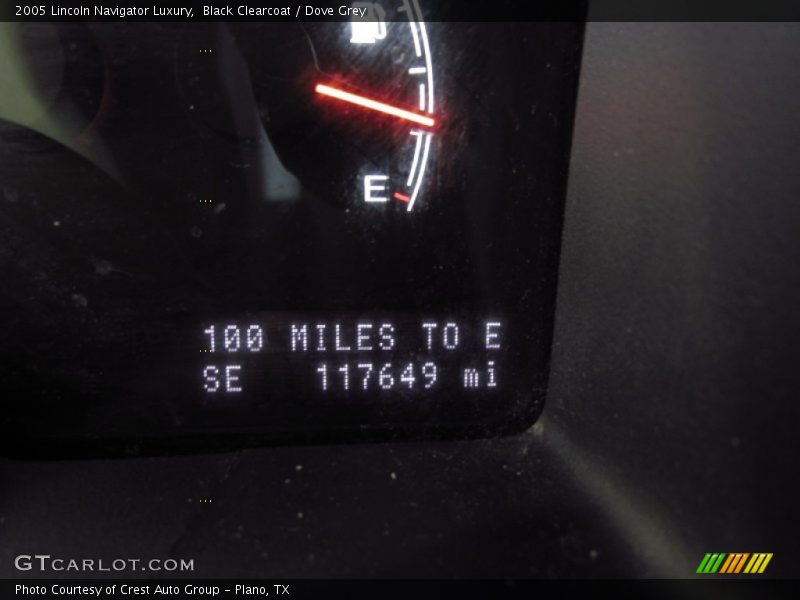 2005 Lincoln Navigator Luxury,  Black Clearcoat / Dove Grey
E
100 MILES TO E
SE 117649 mi
GTCARLOT.COM
Photo Courtesy of Crest Auto Group - Plano, TX